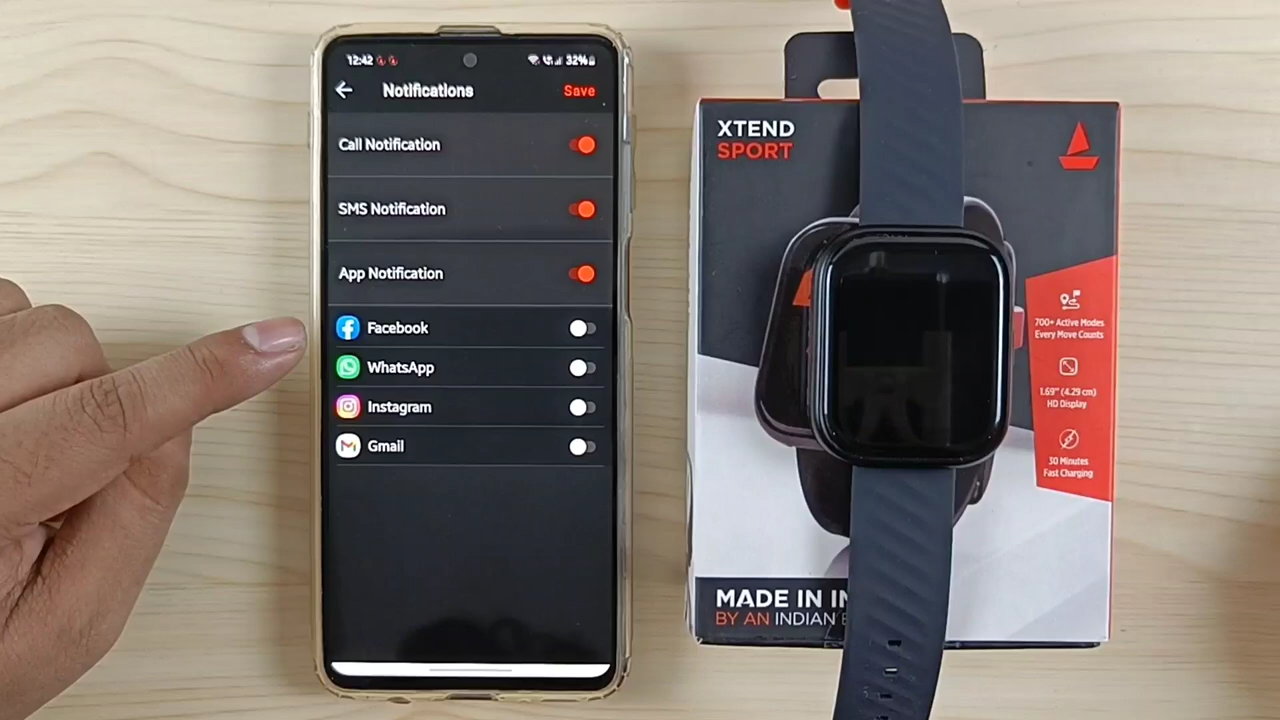 12:42
32%
Notifications
Save
Call Notification
SMS Notification
App Notification
Facebook
WhatsApp
Instagram
Gmail
XTEND
SPORT
700+ Active Modes
Every Move Counts
1.69" (4.29 cm)
HD Display
30 Minutes
Fast Charging
MADE IN
BY AN INDIAN